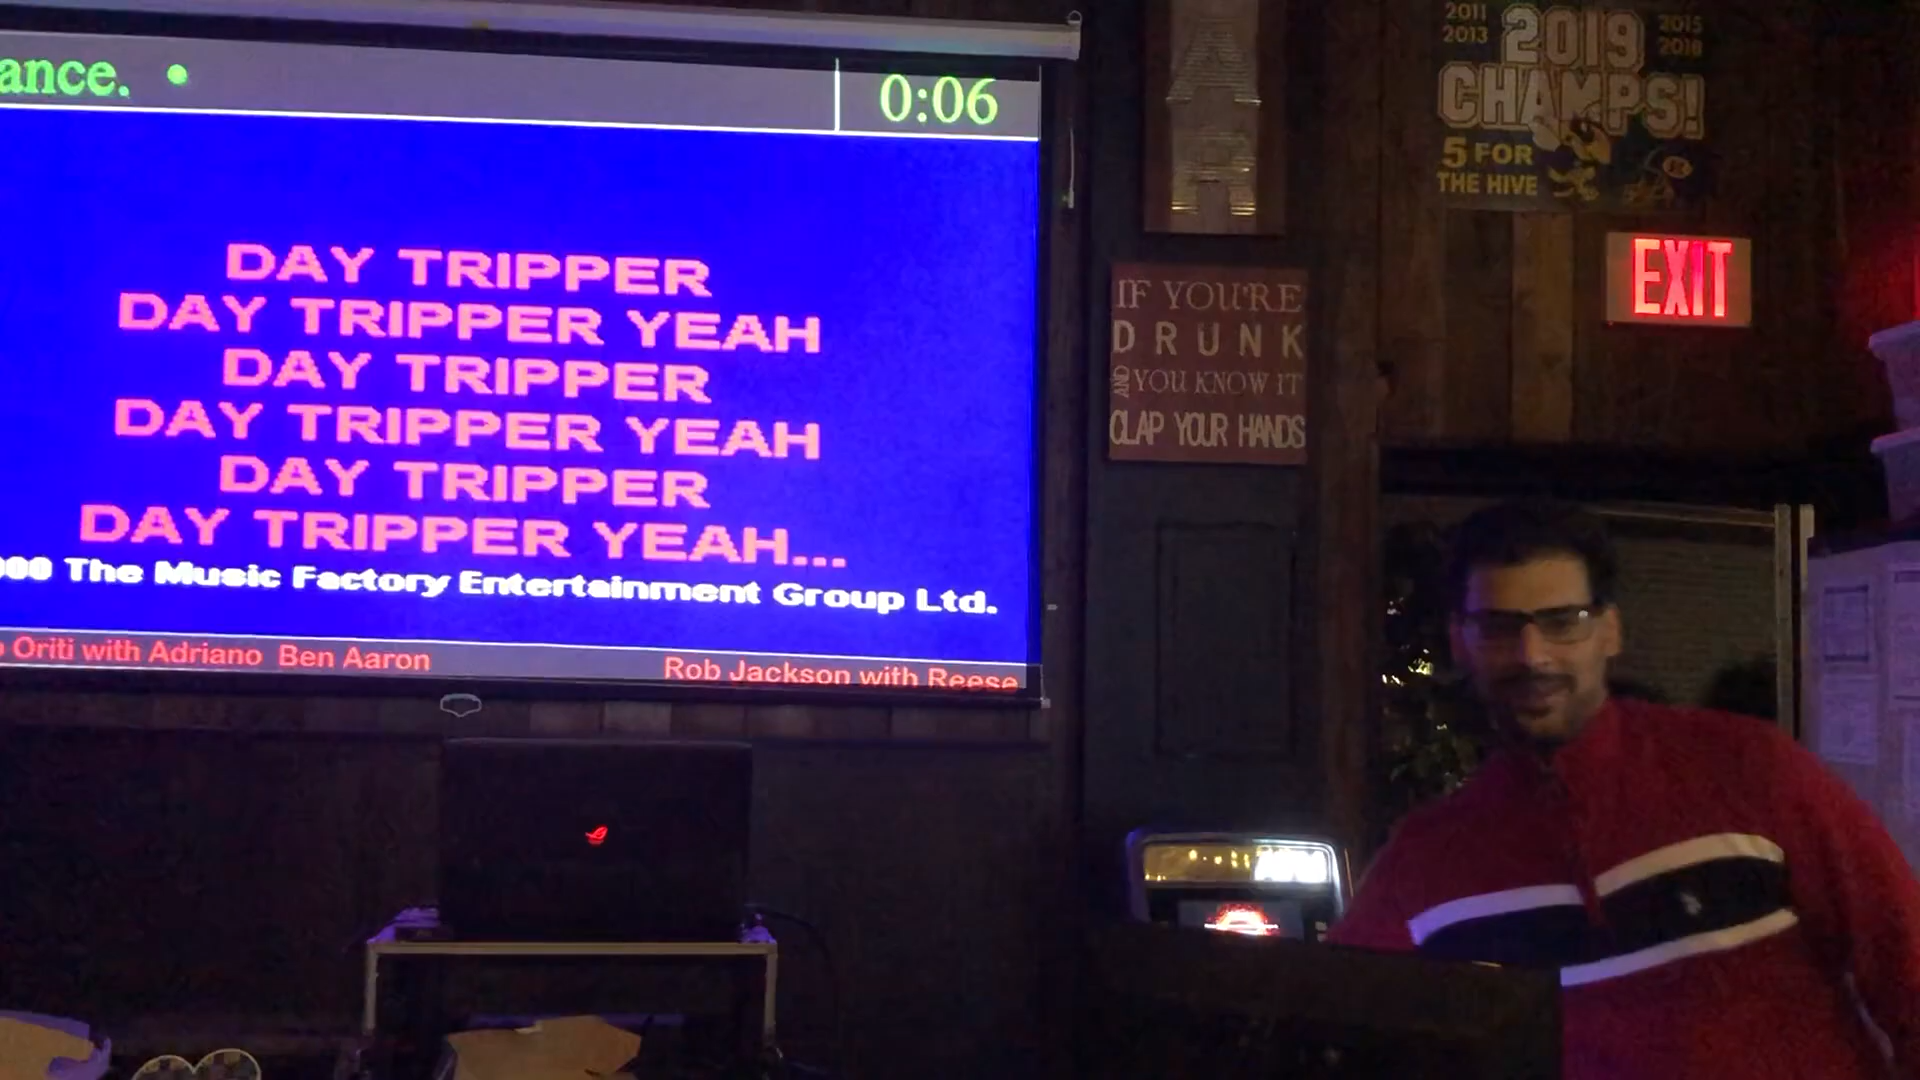 ance. •
0:06
DAY TRIPPER
DAY TRIPPER YEAH
DAY TRIPPER
DAY TRIPPER YEAH
DAY TRIPPER
DAY TRIPPER YEAH...
The Music Factory Entertainment Group Ltd.
Oriti with Adriano Ben Aaron
Rob Jackson with Reese
BAR
IF YOU'RE
DRUNK
AND YOU KNOW IT
CLAP YOUR HANDS
2011
2013
2019
2015
2018
CHAMPS!
5 FOR
THE HIVE
EXIT